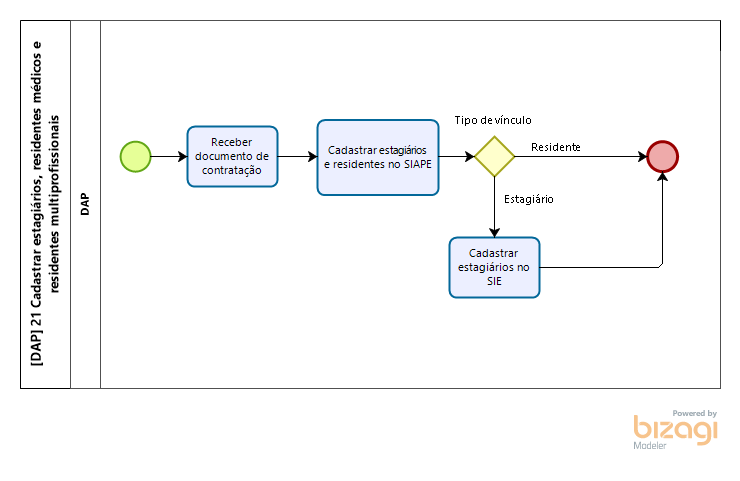 [DAP] 21 Cadastrar estagiários, residentes médicos e
residentes multiprofissionais
DAP
Receber
documento de
contratação
Cadastrar estagiários
e residentes no SIAPE
Tipo de vínculo
Residente
Estagiário
Cadastrar
estagiários no
SIE
Powered by
bizagi
Modeler